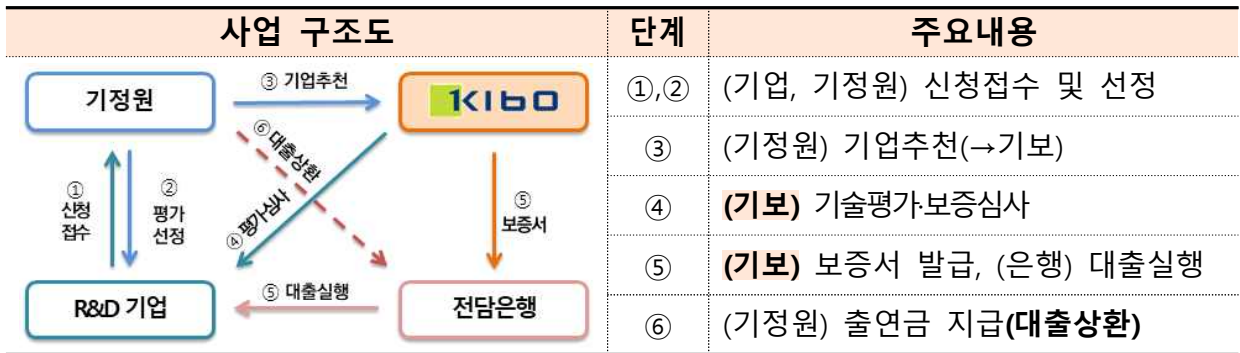 사업 구조도
단계
주요내용
기정원
③ 기업추천
KIBO
⑥ 대출상환
① 신청 접수
② 평가 선정
④ 평가심사
⑤ 보증서
R&D 기업
⑤ 대출실행
전담은행
①,② (기업, 기정원) 신청접수 및 선정
③ (기정원) 기업추천(→기보)
④ (기보) 기술평가·보증심사
⑤ (기보) 보증서 발급, (은행) 대출실행
⑥ (기정원) 출연금 지급(대출상환)